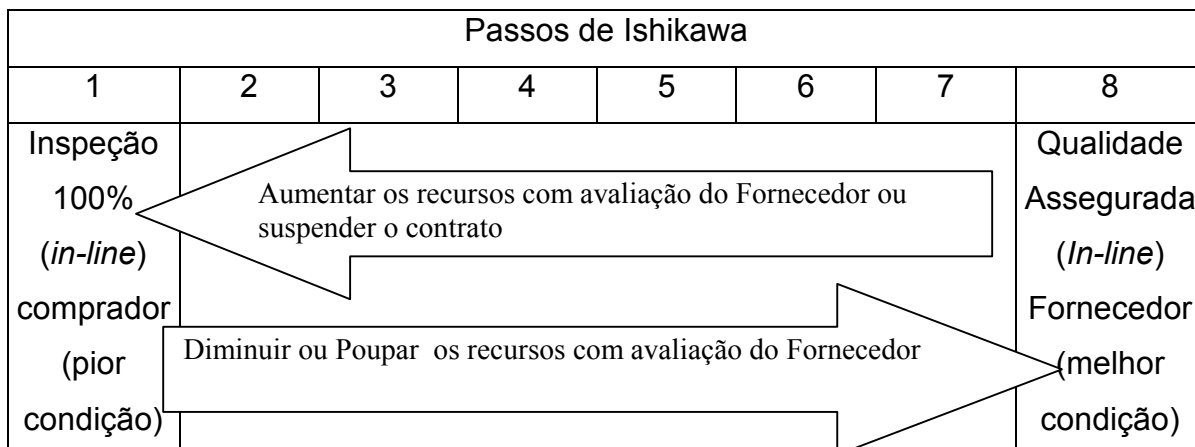 Passos de Ishikawa
1 2 3 4 5 6 7 8
Inspeção
100%
(in-line)
comprador
(pior
condição)
Aumentar os recursos com avaliação do Fornecedor ou
suspender o contrato
Diminuir ou Poupar os recursos com avaliação do Fornecedor
Qualidade
Assegurada
(In-line)
Fornecedor
(melhor
condição)